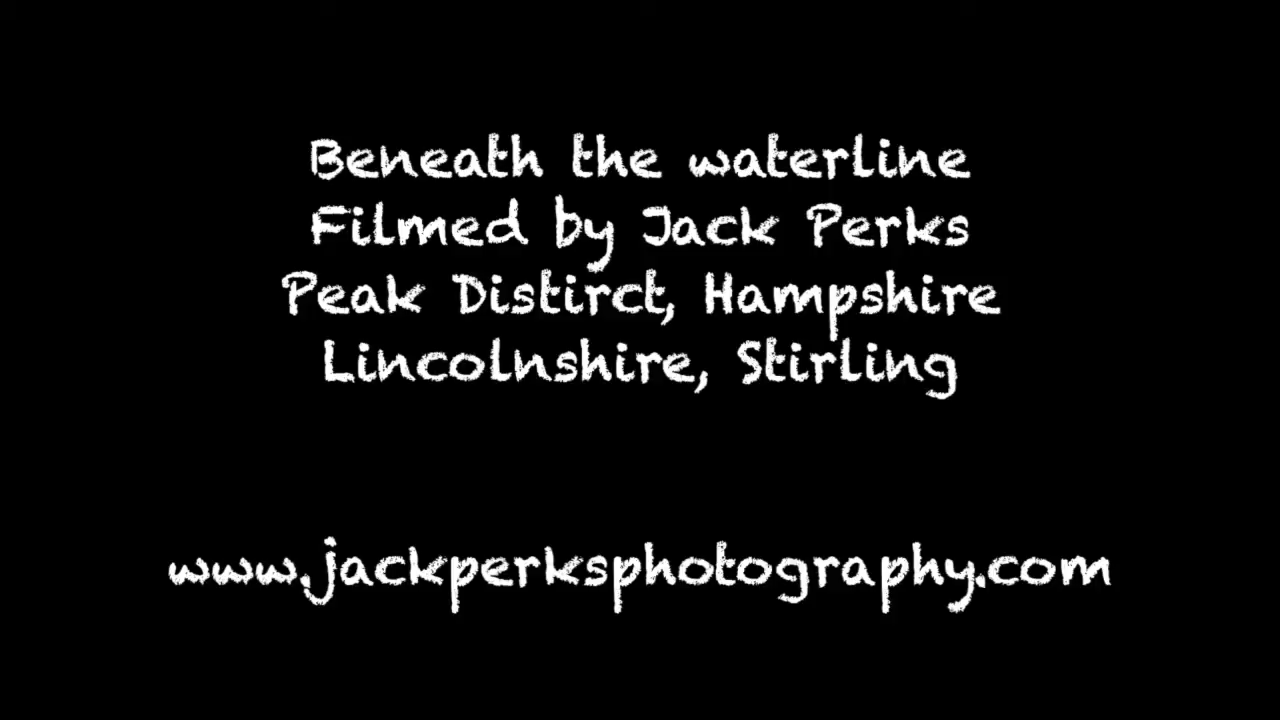 Beneath the waterline
Filmed by Jack Perks
Peak Distirct, Hampshire
Lincolnshire, Stirling
www.jackperksphotography.com